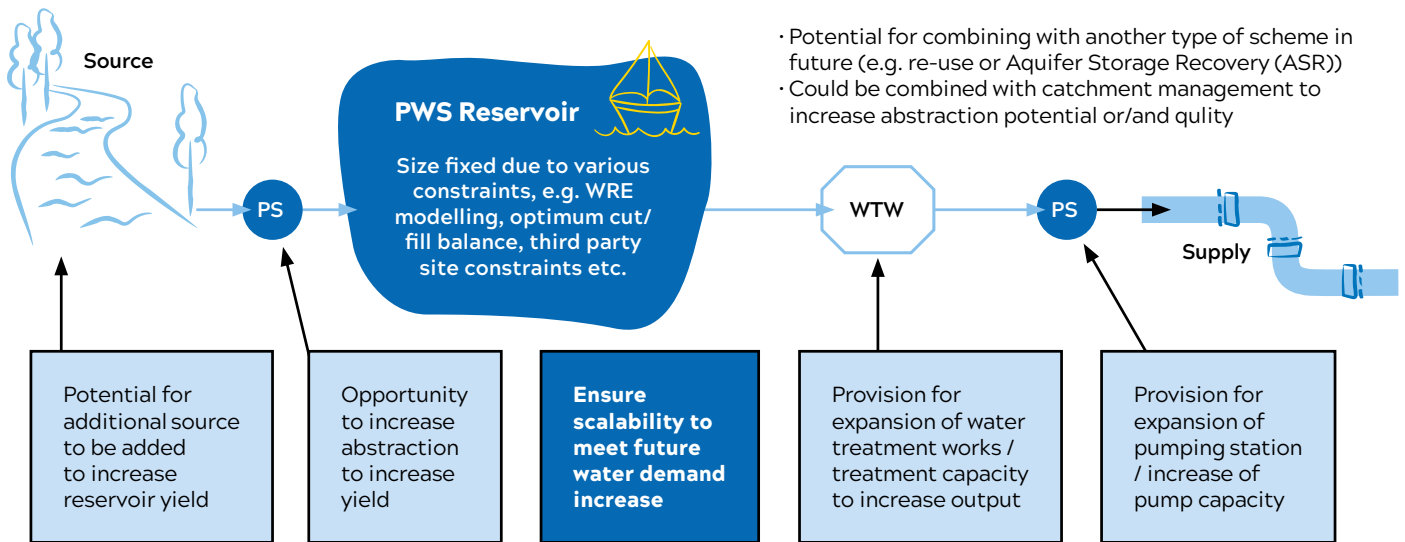 Source
PWS Reservoir
Size fixed due to various
constraints, e.g. WRE
modelling, optimum cut/
fill balance, third party
site constraints etc.
· Potential for combining with another type of scheme in
future (e.g. re-use or Aquifer Storage Recovery (ASR))
· Could be combined with catchment management to
increase abstraction potential or/and qulity
PS
WTW
PS
Supply
Potential for
additional source
to be added
to increase
reservoir yield
Opportunity
to increase
abstraction
to increase
yield
Ensure
scalability to
meet future
water demand
increase
Provision for
expansion of water
treatment works /
treatment capacity
to increase output
Provision for
expansion of
pumping station
/ increase of
pump capacity